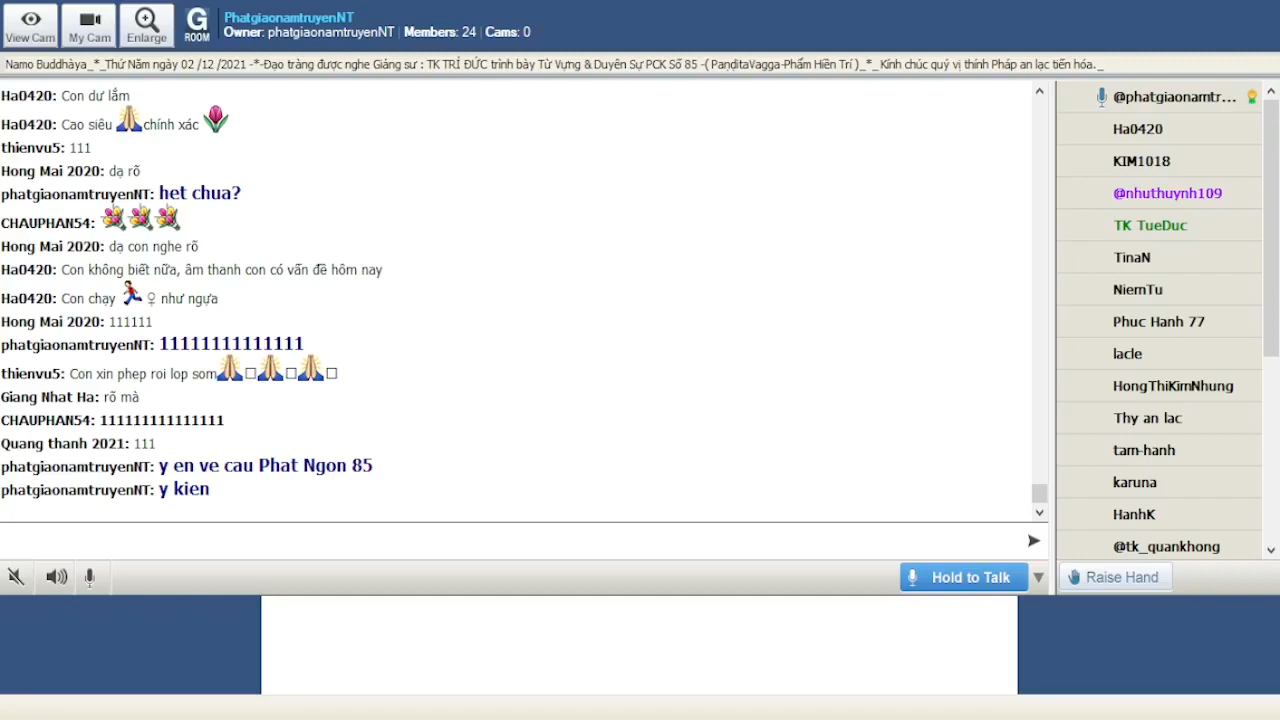 View Cam
My Cam
Enlarge
G
ROOM
PhatgiaonamtruyenNT
Owner: phatgiaonamtruyenNT | Members: 24 | Cams: 0
Namo Buddhàya_*_Thứ Năm ngày 02 /12 /2021 -*-Đạo tràng được nghe Giảng sư : TK TRÍ ĐỨC trình bày Từ Vựng & Duyên Sự PCK Số 85 -( PaṇḍitaVagga-Phẩm Hiền Trí )_*_ Kính chúc quý vị thính Pháp an lạc tiến hóa._
Ha0420: Con dư lắm
Ha0420: Cao siêu chính xác
thienvu5: 111
Hong Mai 2020: dạ rõ
phatgiaonamtruyenNT: het chua?
CHAUPHAN54:
Hong Mai 2020: dạ con nghe rõ
Ha0420: Con không biết nữa, âm thanh con có vấn đề hôm nay
Ha0420: Con chạy ♀ như ngựa
Hong Mai 2020: 111111
phatgiaonamtruyenNT: 11111111111111
thienvu5: Con xin phep roi lop som
Giang Nhat Ha: rõ mà
CHAUPHAN54: 111111111111111
Quang thanh 2021: 111
phatgiaonamtruyenNT: y en ve cau Phat Ngon 85
phatgiaonamtruyenNT: y kien
Hold to Talk
@phatgiaonamtr...
Ha0420
KIM1018
@nhuthuynh109
TK TueDuc
TinaN
NiemTu
Phuc Hanh 77
lacle
HongThiKimNhung
Thy an lac
tam-hanh
karuna
HanhK
@tk_quankhong
Raise Hand